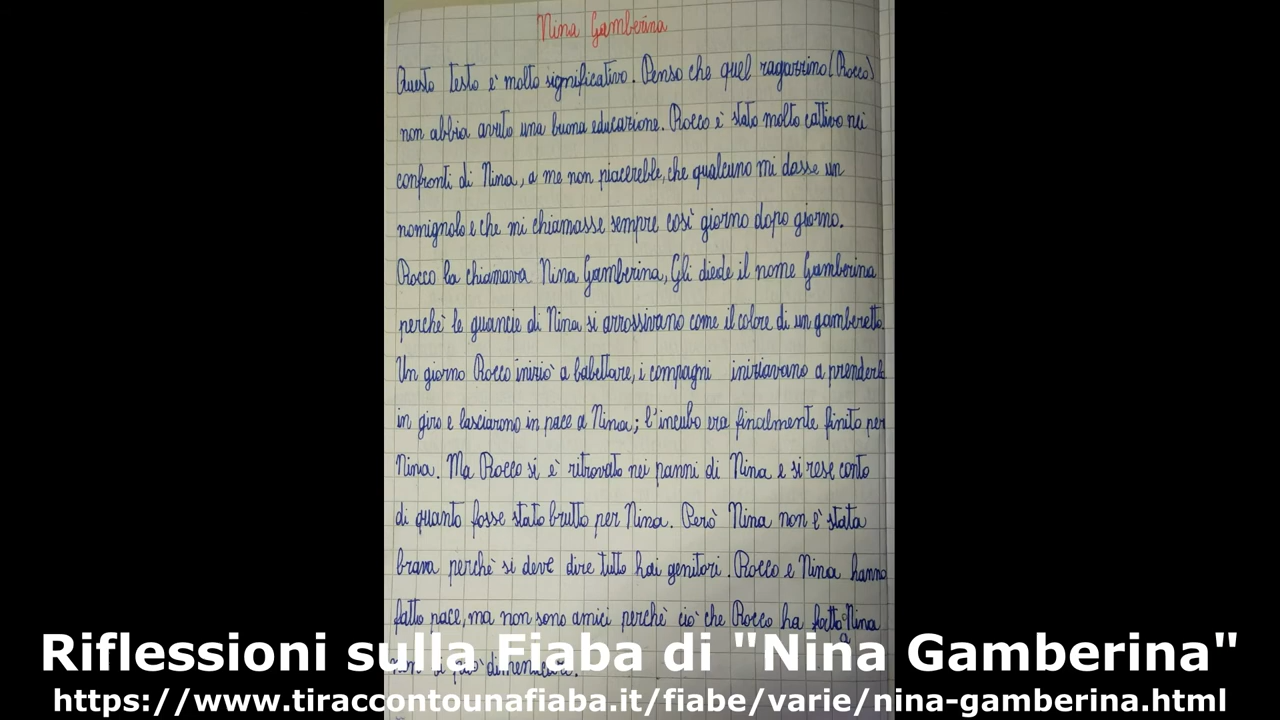 Nina Gamberina
Questo testo è molto significativo. Penso che quel ragazzino (Rocco)
non abbia avuto una buona educazione. Rocco è stato molto cattivo nei
confronti di Nina, a me non piacerebbe, che qualcuno mi dasse un
nomignolo e che mi chiamasse sempre così giorno dopo giorno.
Rocco la chiamava Nina Gamberina, Gli diede il nome Gamberina
perchè le guancie di Nina si arrossivano come il colore di un gamberetto.
Un giorno Rocco iniziò a balbettare, i compagni iniziavano a prenderlo
in giro e lasciarono in pace a Nina; l'incubo era finalmente finito per
Nina. Ma Rocco si è ritrovato nei panni di Nina e si rese conto
di quanto fosse stato brutto per Nina. Però Nina non è stata
brava perchè si deve dire tutto hai genitori. Rocco e Nina hanno
fatto pace, ma non sono amici perchè ciò che Rocco ha fatto a Nina
non si può dimenticare.
Riflessioni sulla Fiaba di "Nina Gamberina"
https://www.tiraccontounafiaba.it/fiabe/varie/nina-gamberina.html